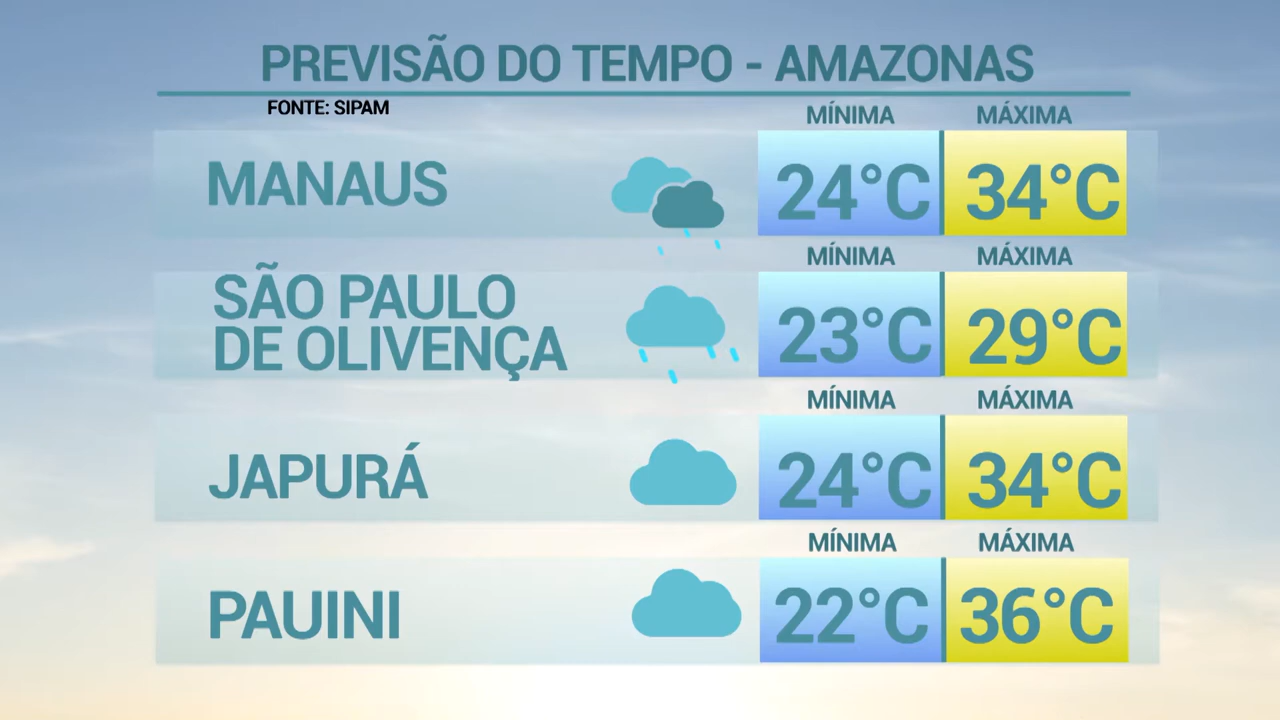 PREVISÃO DO TEMPO - AMAZONAS
FONTE: SIPAM
MÍNIMA MÁXIMA
MANAUS 24°C 34°C
MÍNIMA MÁXIMA
SÃO PAULO
DE OLIVENÇA 23°C 29°C
MÍNIMA MÁXIMA
JAPURÁ 24°C 34°C
MÍNIMA MÁXIMA
PAUINI 22°C 36°C